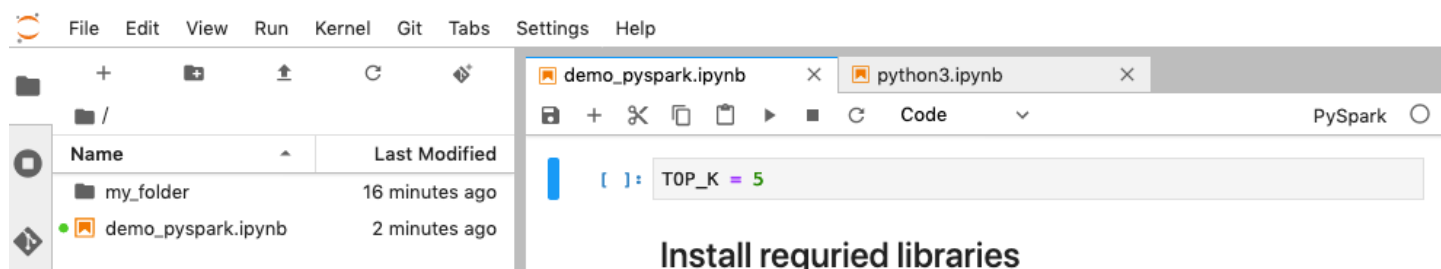 File Edit View Run Kernel Git Tabs Settings Help
demo_pyspark.ipynb
python3.ipynb
/
Code
PySpark
Name
Last Modified
my_folder
16 minutes ago
demo_pyspark.ipynb
2 minutes ago
[ ]: TOP_K = 5
Install requried libraries